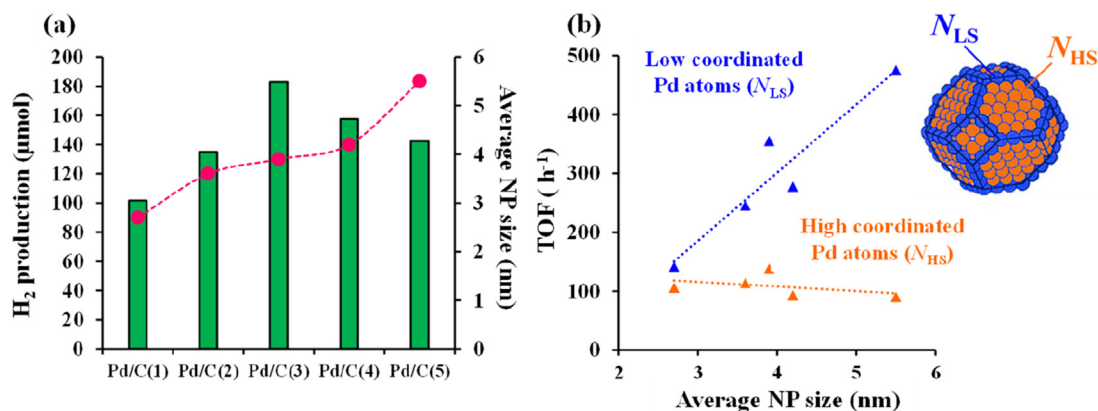 (a)
H2 production (μmol)
200
180
160
140
120
100
80
60
40
20
0
6
5
4
3
2
1
0
Average NP size (nm)
Pd/C(1) Pd/C(2) Pd/C(3) Pd/C(4) Pd/C(5)
(b)
TOF ( h-1)
500
400
300
200
100
0
Low coordinated
Pd atoms (NLS)
NLS
NHS
High coordinated
Pd atoms (NHS)
2 3 4 5 6
Average NP size (nm)